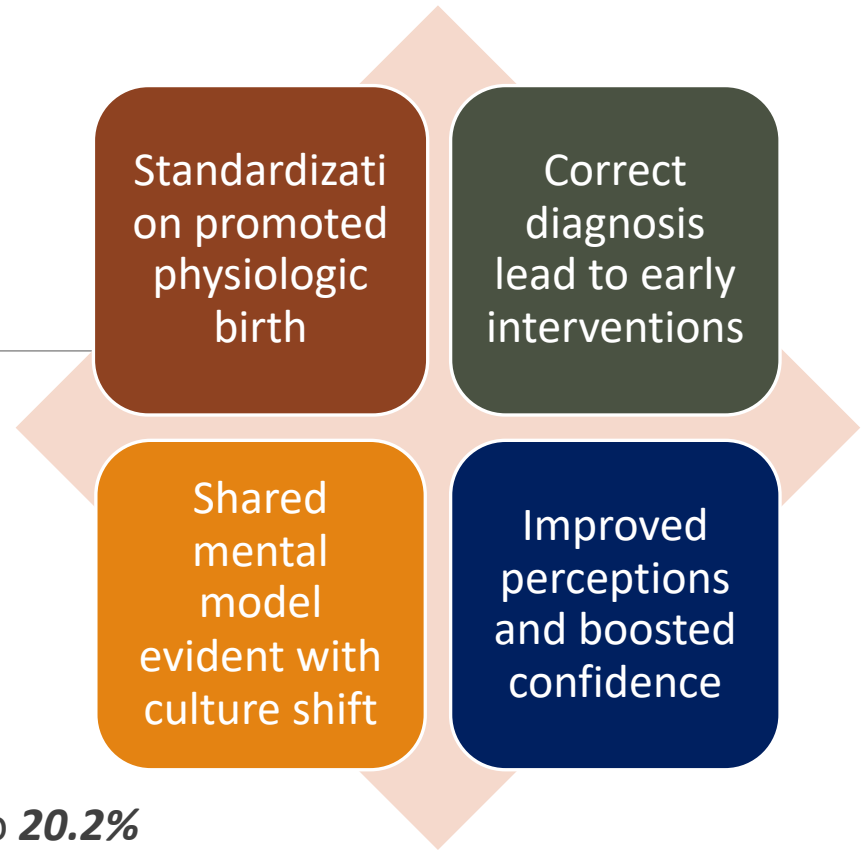 Standardizati
on promoted
physiologic
birth
Correct
diagnosis
lead to early
interventions
Shared
mental
model
evident with
culture shift
Improved
perceptions
and boosted
confidence
20.2%